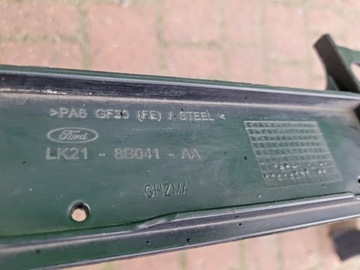 >PA6 GF30 (FE) / STEEL<
Ford
LK21 - 8B041 - AA
GHZMA